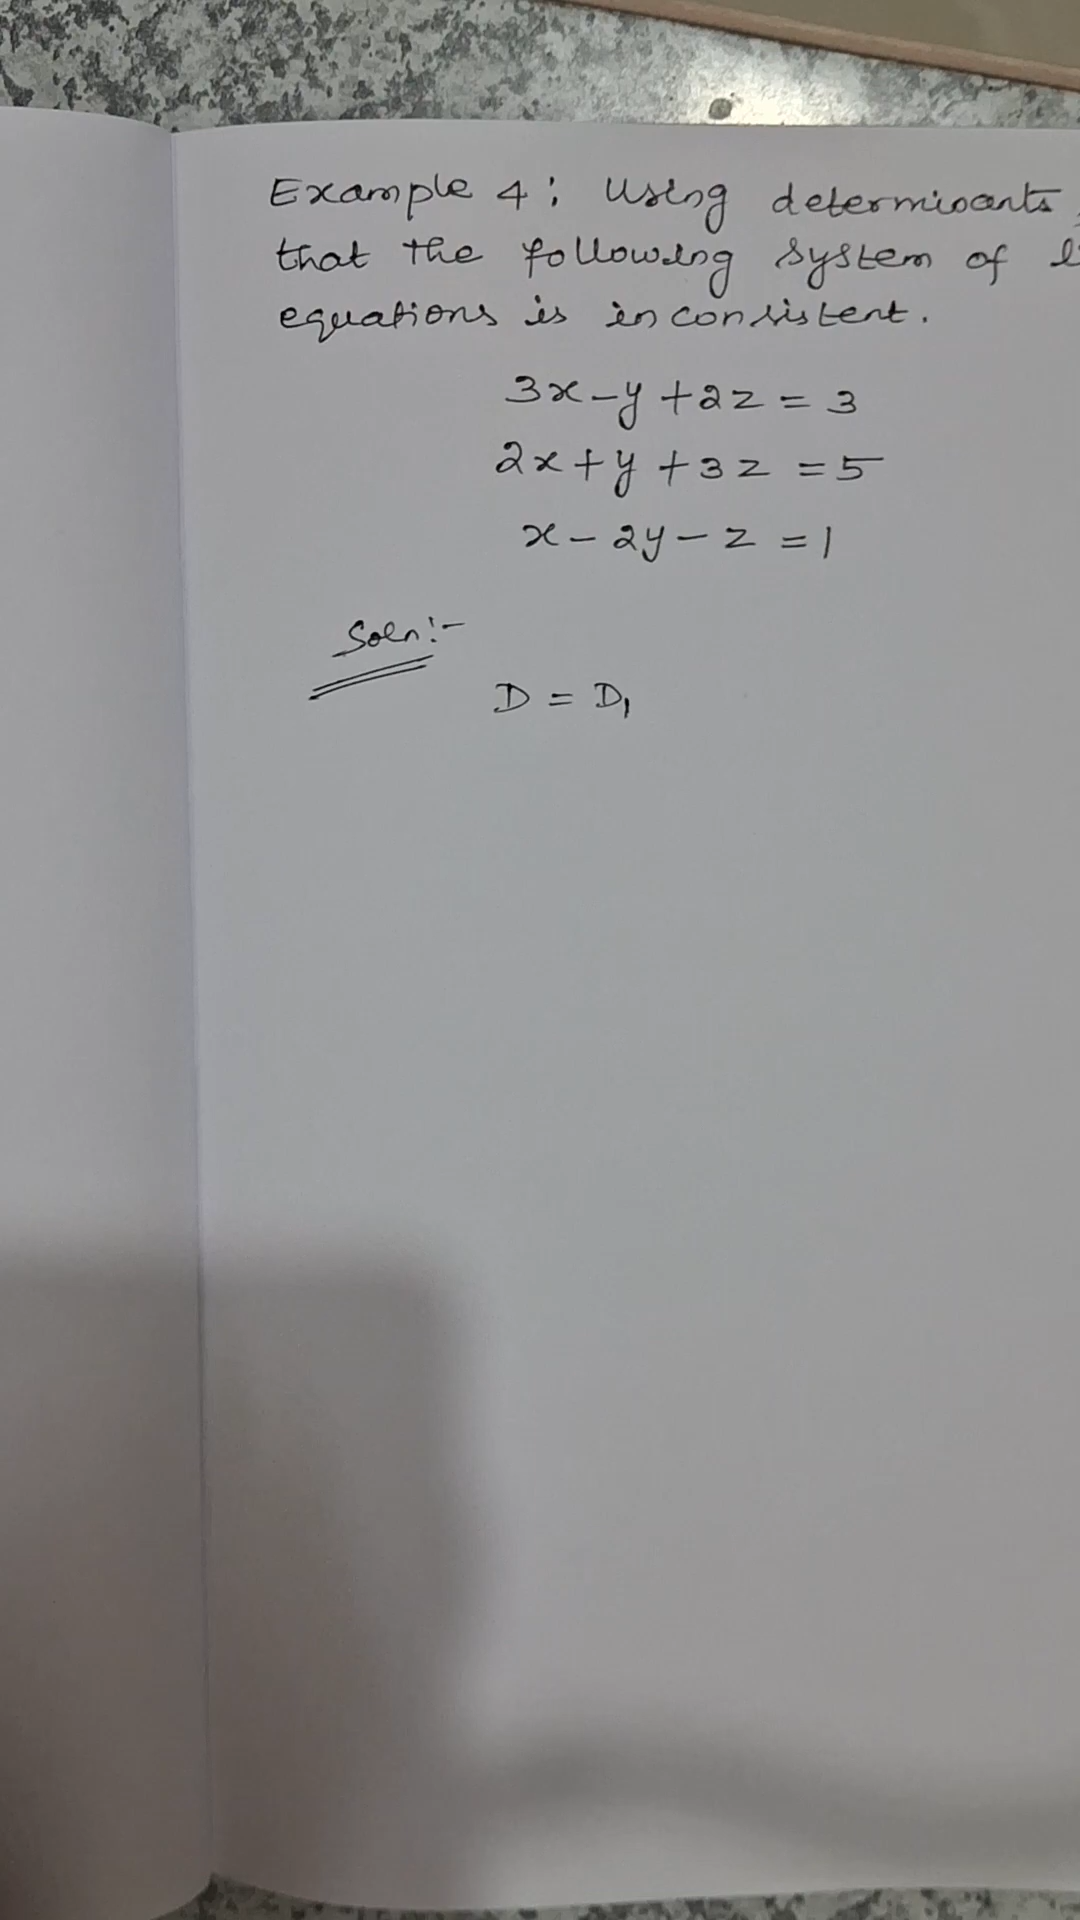 Example 4: Using determinants
that the following system of
equations is inconsistent.
3x-y+2z=3
2x+y+3z=5
x-2y-z=1
Soln:-
D = D₁